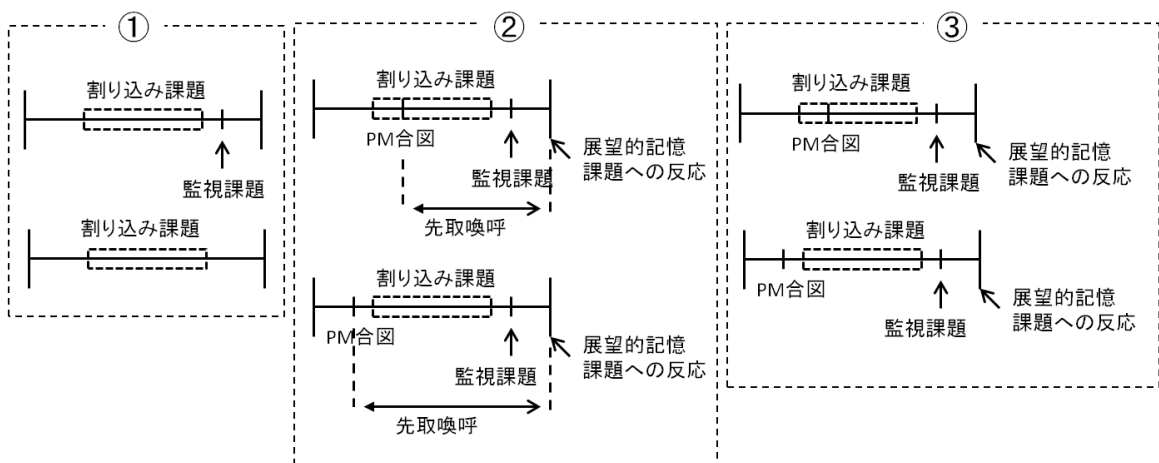 ①
割り込み課題
監視課題
割り込み課題
②
割り込み課題
PM合図
監視課題
展望的記憶
課題への反応
先取喚呼
割り込み課題
PM合図
監視課題
展望的記憶
課題への反応
先取喚呼
③
割り込み課題
PM合図
監視課題
展望的記憶
課題への反応
割り込み課題
PM合図
監視課題
展望的記憶
課題への反応